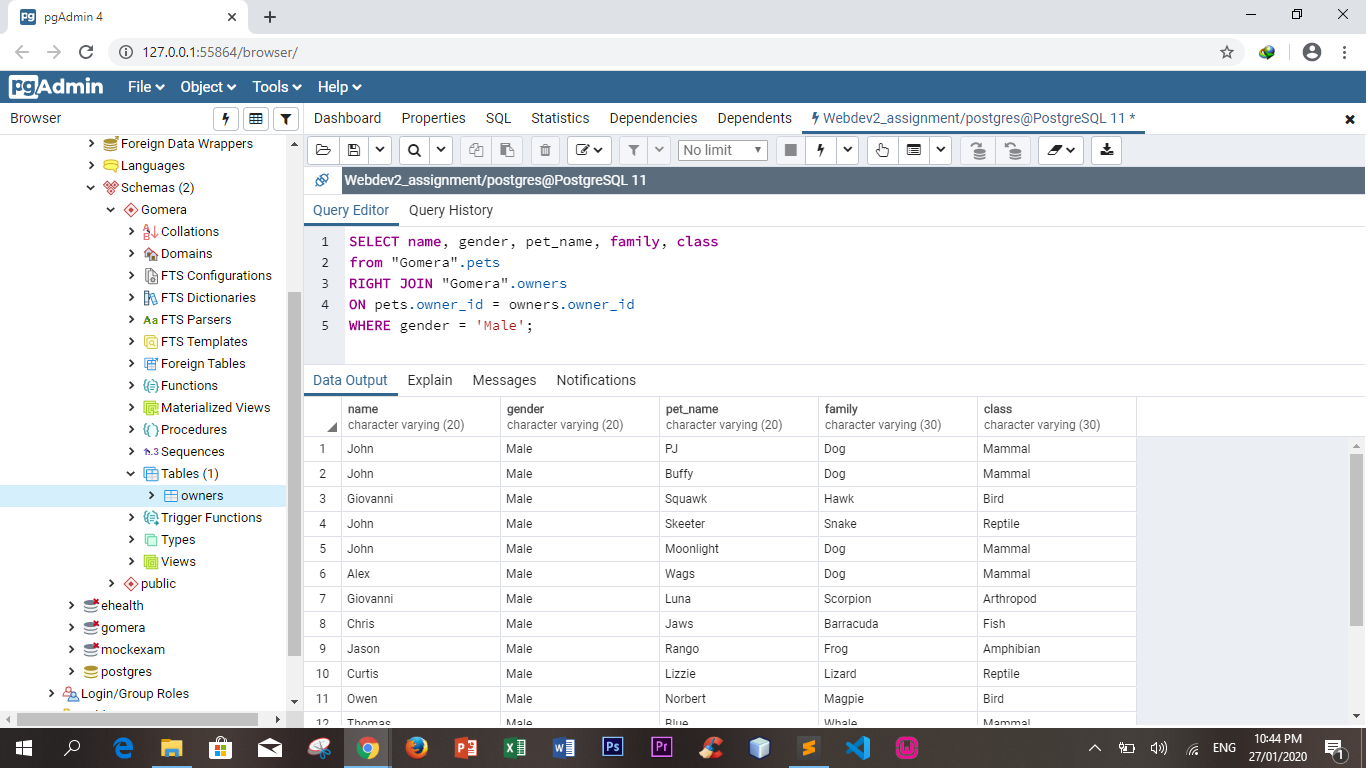 pgAdmin 4
127.0.0.1:55864/browser/
pgAdmin File Object Tools Help
Browser
Dashboard Properties SQL Statistics Dependencies Dependents Webdev2_assignment/postgres@PostgreSQL 11 *
No limit
Webdev2_assignment/postgres@PostgreSQL 11
Query Editor Query History
1 SELECT name, gender, pet_name, family, class
2 from "Gomera".pets
3 RIGHT JOIN "Gomera".owners
4 ON pets.owner_id = owners.owner_id
5 WHERE gender = 'Male';
Foreign Data Wrappers
Languages
Schemas (2)
Gomera
Collations
Domains
FTS Configurations
FTS Dictionaries
Aa FTS Parsers
FTS Templates
Foreign Tables
Functions
Materialized Views
Procedures
1..3 Sequences
Tables (1)
owners
Trigger Functions
Types
Views
public
ehealth
gomera
mockexam
postgres
Login/Group Roles
Data Output Explain Messages Notifications
name gender pet_name family class
character varying (20) character varying (20) character varying (20) character varying (30) character varying (30)
1 John Male PJ Dog Mammal
2 John Male Buffy Dog Mammal
3 Giovanni Male Squawk Hawk Bird
4 John Male Skeeter Snake Reptile
5 John Male Moonlight Dog Mammal
6 Alex Male Wags Dog Mammal
7 Giovanni Male Luna Scorpion Arthropod
8 Chris Male Jaws Barracuda Fish
9 Jason Male Rango Frog Amphibian
10 Curtis Male Lizzie Lizard Reptile
11 Owen Male Norbert Magpie Bird
12 Thomas Male Blue Whale Mammal
Ps Pr
ENG
10:44 PM
27/01/2020
1